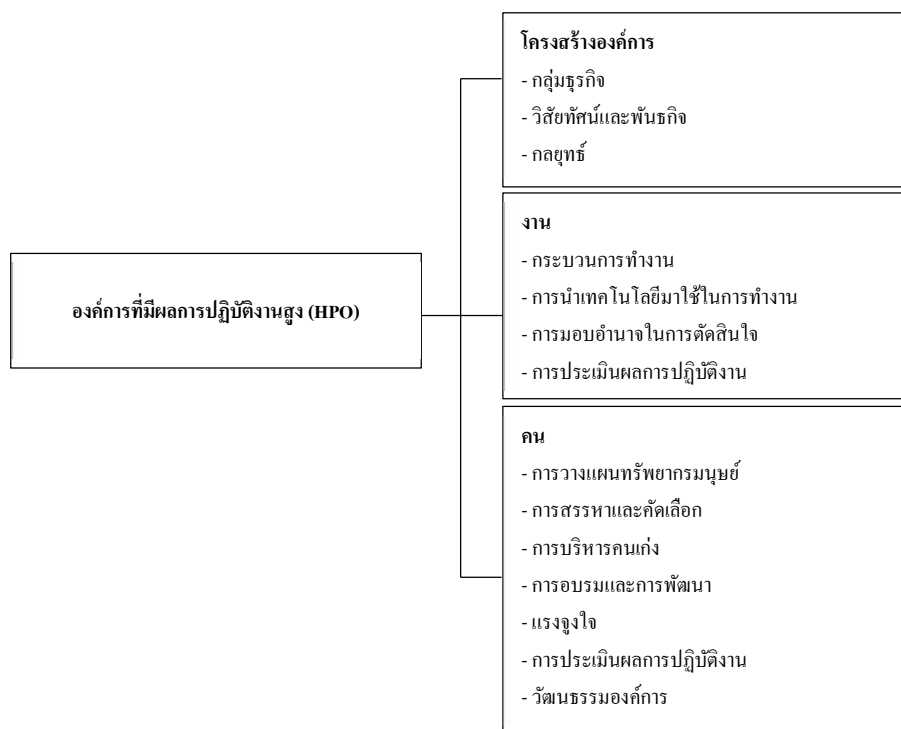 โครงสร้างองค์การ
- กลุ่มธุรกิจ
- วิสัยทัศน์และพันธกิจ
- กลยุทธ์
งาน
- กระบวนการทำงาน
- การนำเทคโนโลยีมาใช้ในการทำงาน
- การมอบอำนาจในการตัดสินใจ
- การประเมินผลการปฏิบัติงาน
องค์การที่มีผลการปฏิบัติงานสูง (HPO)
คน
- การวางแผนทรัพยากรมนุษย์
- การสรรหาและคัดเลือก
- การบริหารคนเก่ง
- การอบรมและการพัฒนา
- แรงจูงใจ
- การประเมินผลการปฏิบัติงาน
- วัฒนธรรมองค์การ